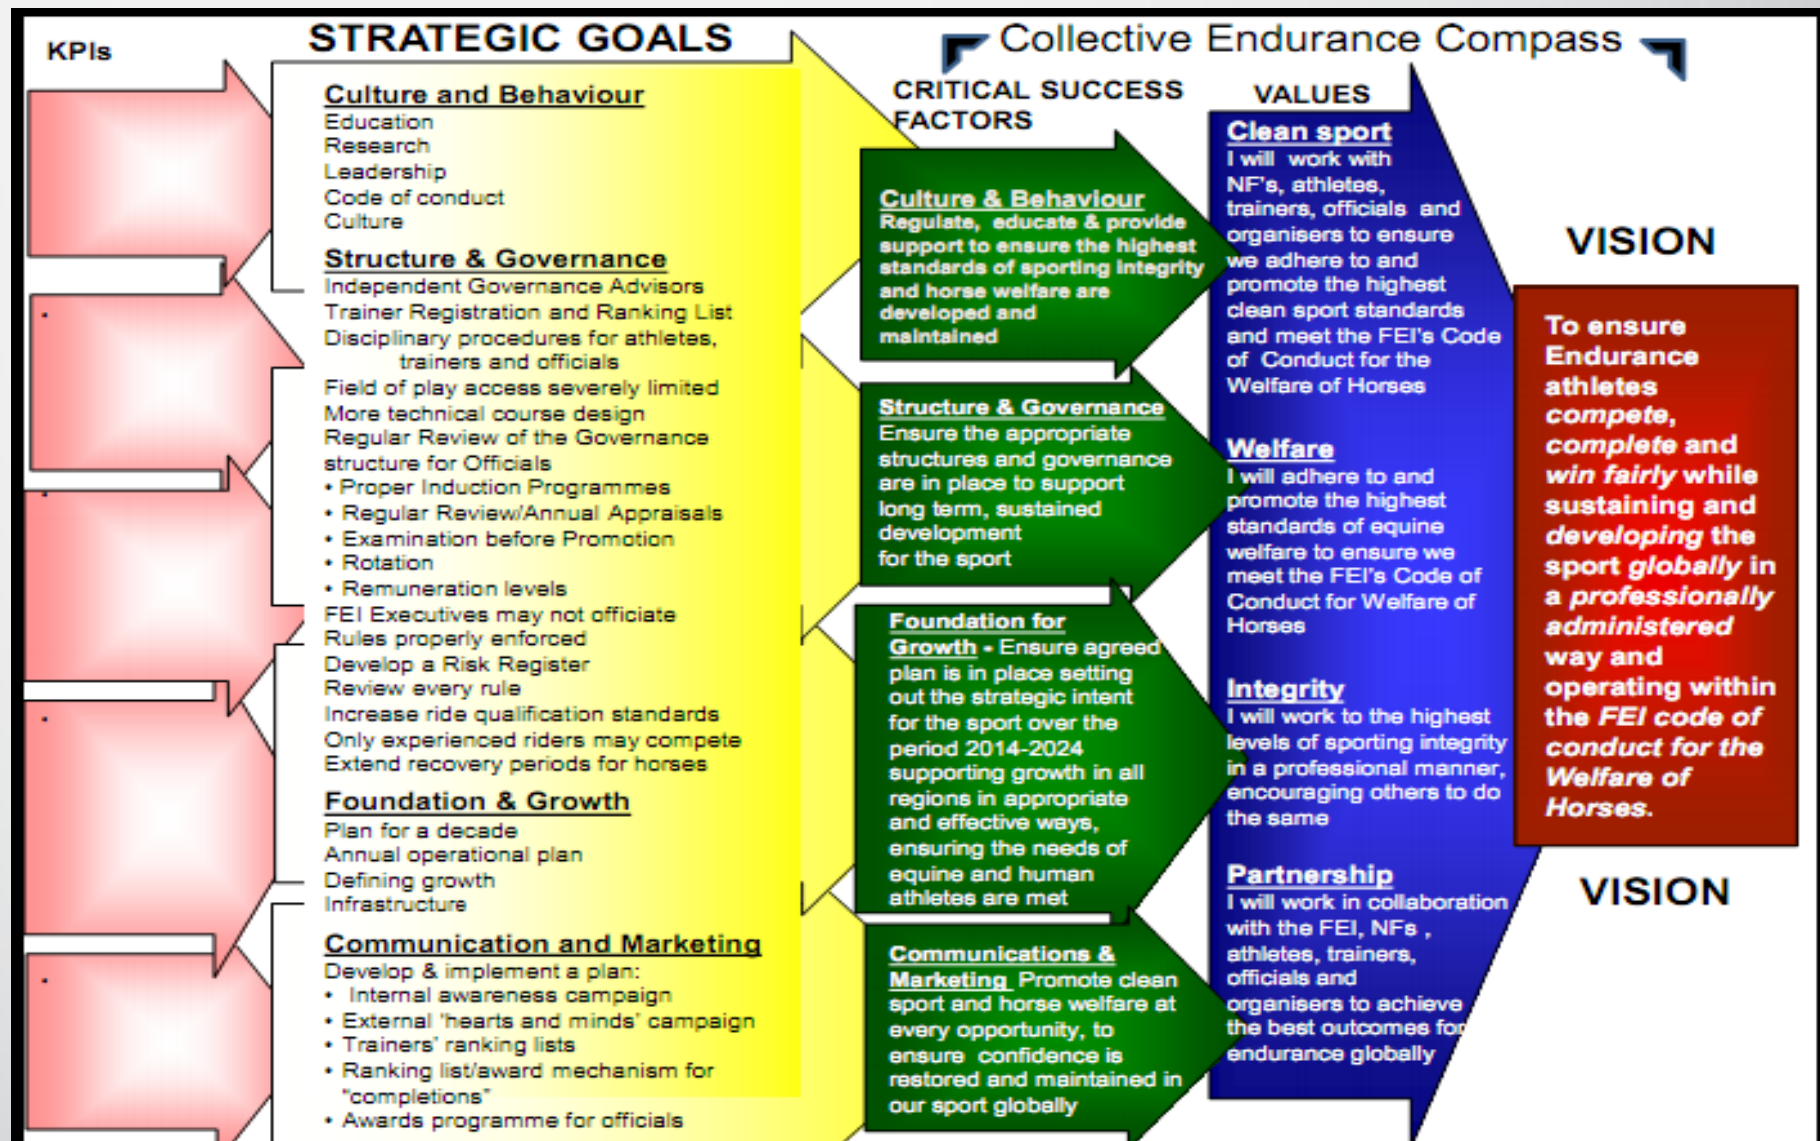 KPIs
STRATEGIC GOALS
Collective Endurance Compass
Culture and Behaviour
Education
Research
Leadership
Code of conduct
Culture
Structure & Governance
Independent Governance Advisors
Trainer Registration and Ranking List
Disciplinary procedures for athletes,
trainers and officials
Field of play access severely limited
More technical course design
Regular Review of the Governance
structure for Officials
• Proper Induction Programmes
• Regular Review/Annual Appraisals
• Examination before Promotion
• Rotation
• Remuneration levels
FEI Executives may not officiate
Rules properly enforced
Develop a Risk Register
Review every rule
Increase ride qualification standards
Only experienced riders may compete
Extend recovery periods for horses
Foundation & Growth
Plan for a decade
Annual operational plan
Defining growth
Infrastructure
Communication and Marketing
Develop & implement a plan:
• Internal awareness campaign
• External 'hearts and minds' campaign
• Trainers' ranking lists
• Ranking list/award mechanism for
"completions"
• Awards programme for officials
CRITICAL SUCCESS
FACTORS
Culture & Behaviour
Regulate, educate & provide
support to ensure the highest
standards of sporting integrity
and horse welfare are
developed and
maintained
Structure & Governance
Ensure the appropriate
structures and governance
are in place to support
long term, sustained
development
for the sport
Foundation for
Growth - Ensure agreed
plan is in place setting
out the strategic intent
for the sport over the
period 2014-2024
supporting growth in all
regions in appropriate
and effective ways,
ensuring the needs of
equine and human
athletes are met
Communications &
Marketing Promote clean
sport and horse welfare at
every opportunity, to
ensure confidence is
restored and maintained in
our sport globally
VALUES
Clean sport
I will work with
NF's, athletes,
trainers, officials and
organisers to ensure
we adhere to and
promote the highest
clean sport standards
and meet the FEI's Code
of Conduct for the
Welfare of Horses
Welfare
I will adhere to and
promote the highest
standards of equine
welfare to ensure we
meet the FEI's Code of
Conduct for Welfare of
Horses
Integrity
I will work to the highest
levels of sporting integrity
in a professional manner,
encouraging others to do
the same
Partnership
I will work in collaboration
with the FEI, NFs ,
athletes, trainers,
officials and
organisers to achieve
the best outcomes for
endurance globally
VISION
To ensure
Endurance
athletes
compete,
complete and
win fairly while
sustaining and
developing the
sport globally in
a professionally
administered
way and
operating within
the FEI code of
conduct for the
Welfare of
Horses.
VISION